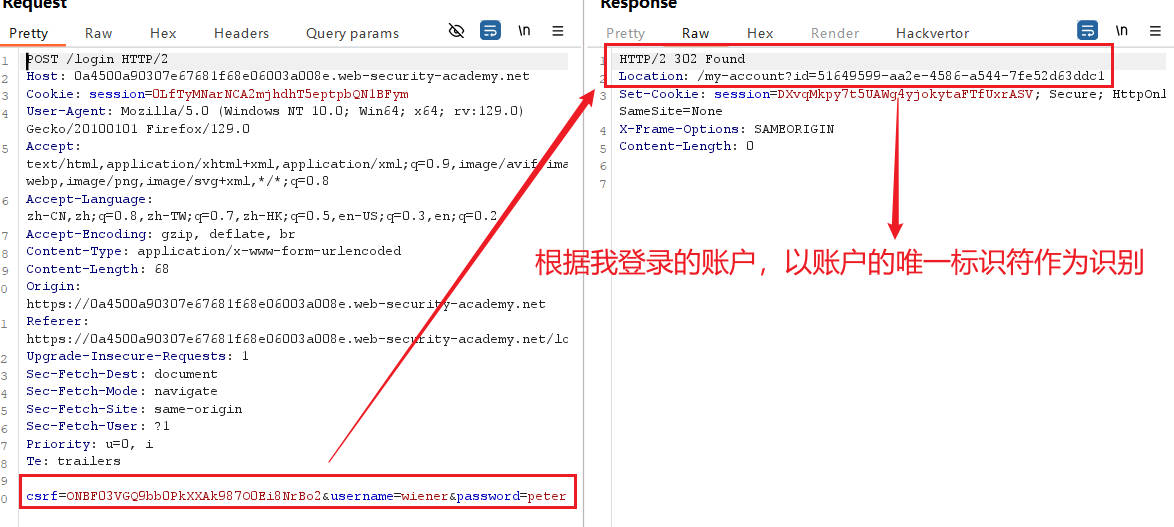 Request
Pretty Raw Hex Headers Query params \n
1 POST /login HTTP/2
2 Host: 0a4500a90307e67681f68e06003a008e.web-security-academy.net
3 Cookie: session=0LfTyMNarNCA2mjhdhT5eptpbQN1BFym
4 User-Agent: Mozilla/5.0 (Windows NT 10.0; Win64; x64; rv:129.0)
Gecko/20100101 Firefox/129.0
5 Accept:
text/html,application/xhtml+xml,application/xml;q=0.9,image/avif,ima
webp,image/png,image/svg+xml,*/*;q=0.8
6 Accept-Language:
zh-CN,zh;q=0.8,zh-TW;q=0.7,zh-HK;q=0.5,en-US;q=0.3,en;q=0.2
7 Accept-Encoding: gzip, deflate, br
8 Content-Type: application/x-www-form-urlencoded
9 Content-Length: 68
0 Origin:
https://0a4500a90307e67681f68e06003a008e.web-security-academy.net
1 Referer:
https://0a4500a90307e67681f68e06003a008e.web-security-academy.net/lo
2 Upgrade-Insecure-Requests: 1
3 Sec-Fetch-Dest: document
4 Sec-Fetch-Mode: navigate
5 Sec-Fetch-Site: same-origin
6 Sec-Fetch-User: ?1
7 Priority: u=0, i
8 Te: trailers
9
0 csrf=ONBF03VGQ9bb0PkXXAk987O0Ei8NrBo2&username=wiener&password=peter
Response
Pretty Raw Hex Render Hackvertor \n
1 HTTP/2 302 Found
2 Location: /my-account?id=51649599-aa2e-4586-a544-7fe52d63ddc1
3 Set-Cookie: session=DXvqMkpy7t5UAWg4yjokytaFTfUxrASV; Secure; HttpOnl
SameSite=None
4 X-Frame-Options: SAMEORIGIN
5 Content-Length: 0
6
7
根据我登录的账户，以账户的唯一标识符作为识别